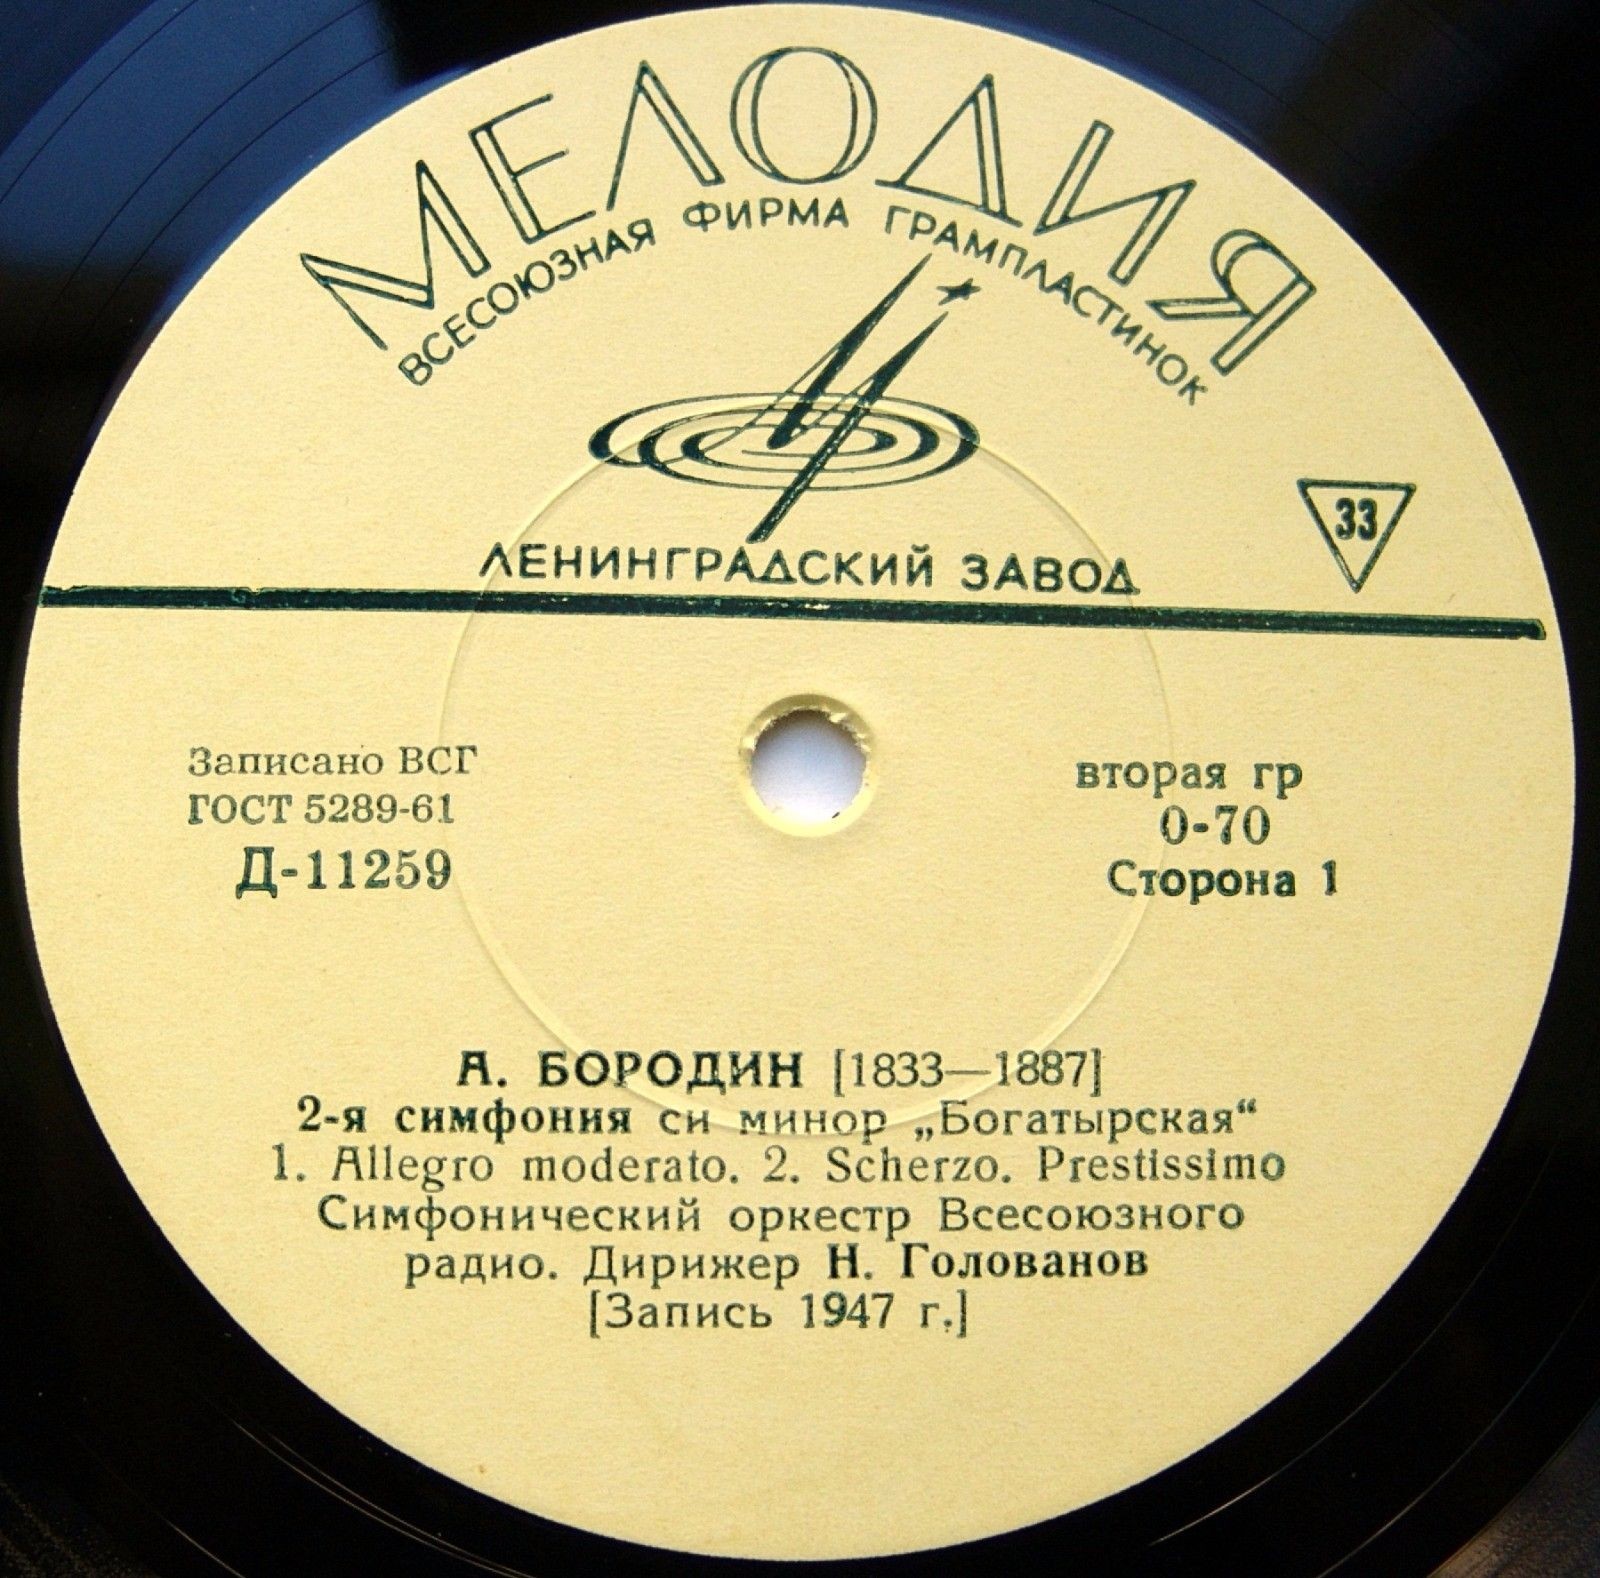 МЕЛОДИЯ
ВСЕСОЮЗНАЯ ФИРМА ГРАМПЛАСТИНОК
33
ЛЕНИНГРАДСКИЙ ЗАВОД
Записано ВСГ
ГОСТ 5289-61
Д-11259
вторая гр
0-70
Сторона 1
А. БОРОДИН [1833—1887]
2-я симфония си минор „Богатырская“
1. Allegro moderato. 2. Scherzo. Prestissimo
Симфонический оркестр Всесоюзного
радио. Дирижер Н. Голованов
[Запись 1947 г.]